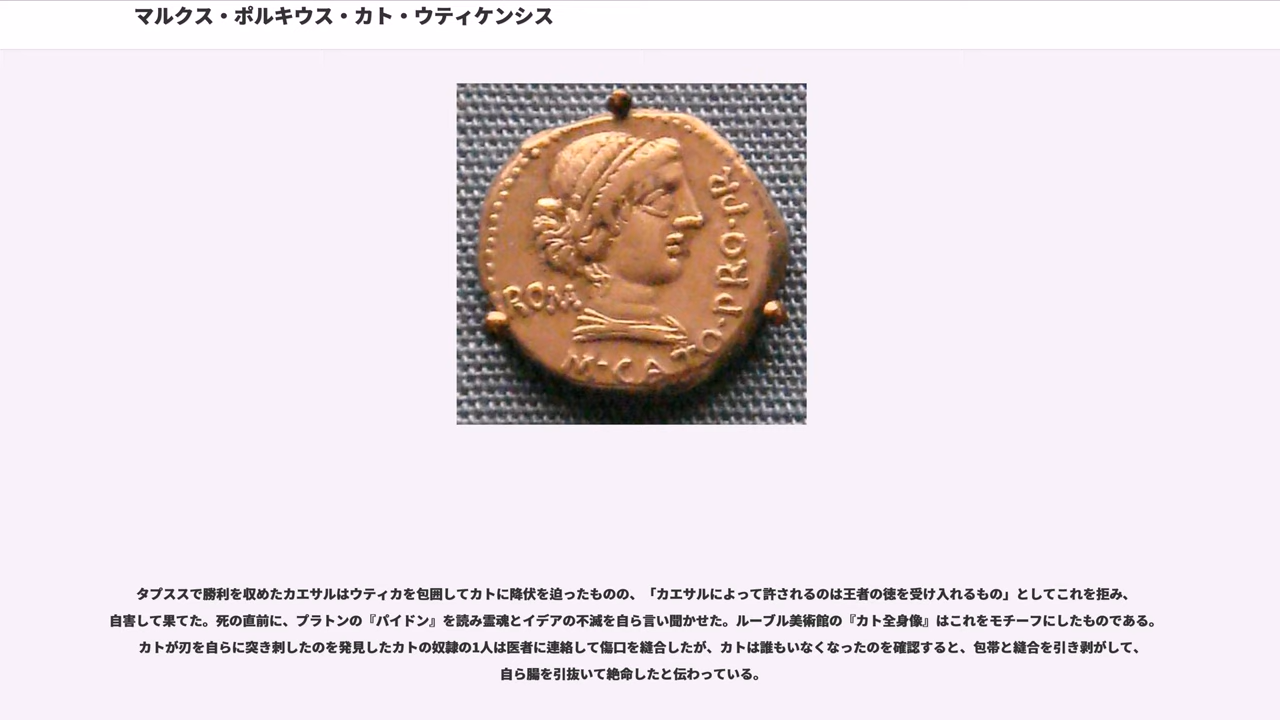 マルクス・ポルキウス・カト・ウティケンシス
ROMA
M·CATO·PRO·PR
タプススで勝利を収めたカエサルはウティカを包囲してカトに降伏を迫ったものの、「カエサルによって許されるのは王者の徳を受け入れるもの」としてこれを拒み、
自害して果てた。死の直前に、プラトンの『パイドン』を読み霊魂とイデアの不滅を自ら言い聞かせた。ルーブル美術館の『カト全身像』はこれをモチーフにしたものである。
カトが刃を自らに突き刺したのを発見したカトの奴隷の1人は医者に連絡して傷口を縫合したが、カトは誰もいなくなったのを確認すると、包帯と縫合を引き剥がして、
自ら腸を引抜いて絶命したと伝わっている。